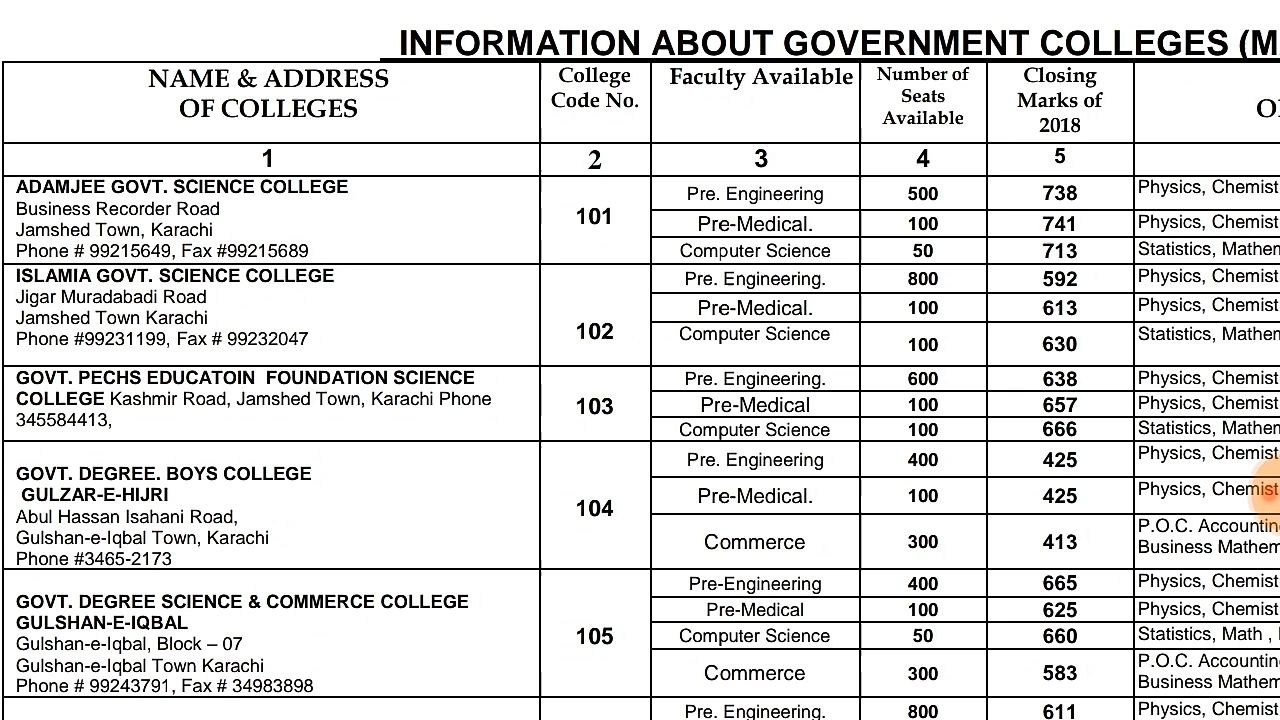 INFORMATION ABOUT GOVERNMENT COLLEGES (M
NAME & ADDRESS
OF COLLEGES
College
Code No.
Faculty Available
Number of
Seats
Available
Closing
Marks of
2018
1
2
3
4
5
ADAMJEE GOVT. SCIENCE COLLEGE
Business Recorder Road
Jamshed Town, Karachi
Phone # 99215649, Fax #99215689
101
Pre. Engineering 500 738 Physics, Chemist
Pre-Medical. 100 741 Physics, Chemist
Computer Science 50 713 Statistics, Mathem
ISLAMIA GOVT. SCIENCE COLLEGE
Jigar Muradabadi Road
Jamshed Town Karachi
Phone #99231199, Fax # 99232047
102
Pre. Engineering. 800 592 Physics, Chemist
Pre-Medical. 100 613 Physics, Chemist
Computer Science 100 630 Statistics, Mathem
GOVT. PECHS EDUCATOIN FOUNDATION SCIENCE
COLLEGE Kashmir Road, Jamshed Town, Karachi Phone
345584413,
103
Pre. Engineering. 600 638 Physics, Chemist
Pre-Medical 100 657 Physics, Chemist
Computer Science 100 666 Statistics, Mathem
GOVT. DEGREE. BOYS COLLEGE
GULZAR-E-HIJRI
Abul Hassan Isahani Road,
Gulshan-e-Iqbal Town, Karachi
Phone #3465-2173
104
Pre. Engineering 400 425 Physics, Chemist
Pre-Medical. 100 425 Physics, Chemist
Commerce 300 413 P.O.C. Accountin
Business Mathem
GOVT. DEGREE SCIENCE & COMMERCE COLLEGE
GULSHAN-E-IQBAL
Gulshan-e-Iqbal, Block – 07
Gulshan-e-Iqbal Town Karachi
Phone # 99243791, Fax # 34983898
105
Pre-Engineering 400 665 Physics, Chemist
Pre-Medical 100 625 Physics, Chemist
Computer Science 50 660 Statistics, Math ,
Commerce 300 583 P.O.C. Accountin
Business Mathem
Pre. Engineering. 800 611 Physics, Chemist